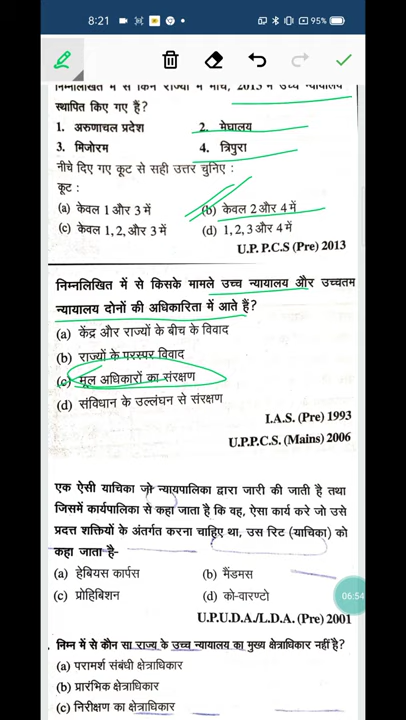 8:21
95%
निम्नलिखित में से किन राज्यों में मार्च, 2013 में उच्च न्यायालय
स्थापित किए गए हैं?
1. अरुणाचल प्रदेश 2. मेघालय
3. मिजोरम 4. त्रिपुरा
नीचे दिए गए कूट से सही उत्तर चुनिए :
कूट :
(a) केवल 1 और 3 में (b) केवल 2 और 4 में
(c) केवल 1, 2, और 3 में (d) 1, 2, 3 और 4 में
U.P. P.C.S (Pre) 2013
निम्नलिखित में से किसके मामले उच्च न्यायालय और उच्चतम
न्यायालय दोनों की अधिकारिता में आते हैं?
(a) केंद्र और राज्यों के बीच के विवाद
(b) राज्यों के परस्पर विवाद
(c) मूल अधिकारों का संरक्षण
(d) संविधान के उल्लंघन से संरक्षण
I.A.S. (Pre) 1993
U.P.P.C.S. (Mains) 2006
एक ऐसी याचिका जो न्यायपालिका द्वारा जारी की जाती है तथा
जिसमें कार्यपालिका से कहा जाता है कि वह, ऐसा कार्य करे जो उसे
प्रदत्त शक्तियों के अंतर्गत करना चाहिए था, उस रिट (याचिका) को
कहा जाता है-
(a) हेबियस कार्पस (b) मैंडमस
(c) प्रोहिबिशन (d) को-वारण्टो
06:54
U.P.U.D.A./L.D.A. (Pre) 2001
. निम्न में से कौन सा राज्य के उच्च न्यायालय का मुख्य क्षेत्राधिकार नहीं है?
(a) परामर्श संबंधी क्षेत्राधिकार
(b) प्रारंभिक क्षेत्राधिकार
(c) निरीक्षण का क्षेत्राधिकार